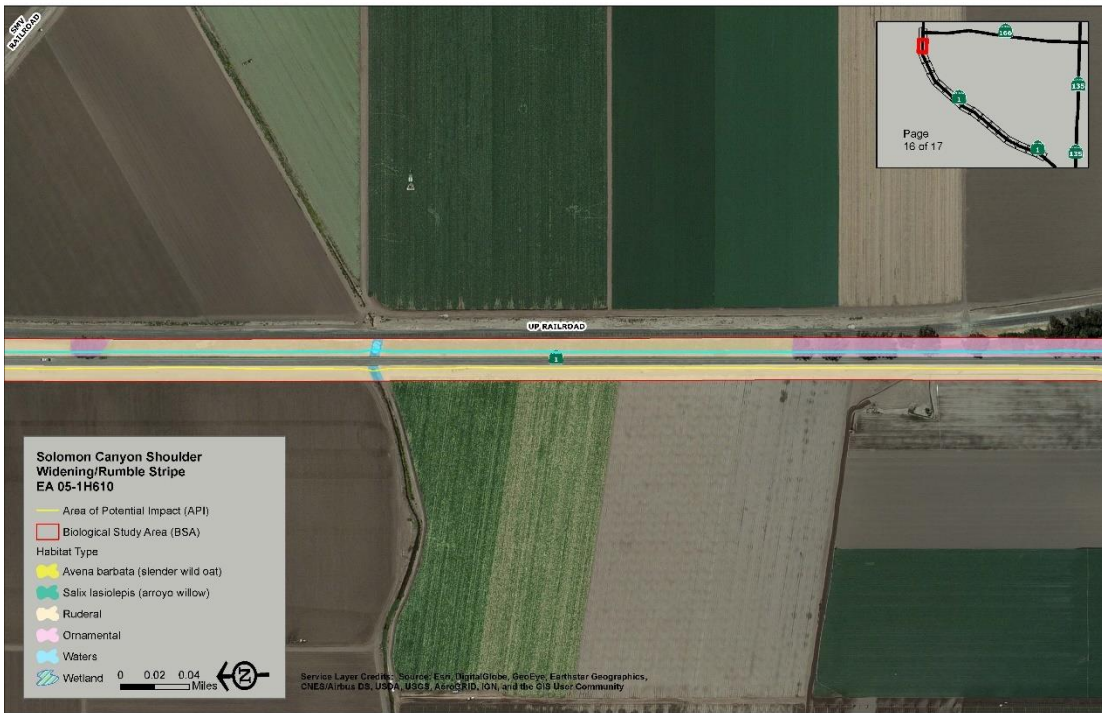 SMV
RAILROAD
166
135
1
1
135
Page
16 of 17
UP RAILROAD
1
Solomon Canyon Shoulder
Widening/Rumble Stripe
EA 05-1H610
Area of Potential Impact (API)
Biological Study Area (BSA)
Habitat Type
Avena barbata (slender wild oat)
Salix lasiolepis (arroyo willow)
Ruderal
Ornamental
Waters
Wetland
0 0.02 0.04
Miles
N
Service Layer Credits: Source: Esri, DigitalGlobe, GeoEye, Earthstar Geographics,
CNES/Airbus DS, USDA, USGS, AeroGRID, IGN, and the GIS User Community